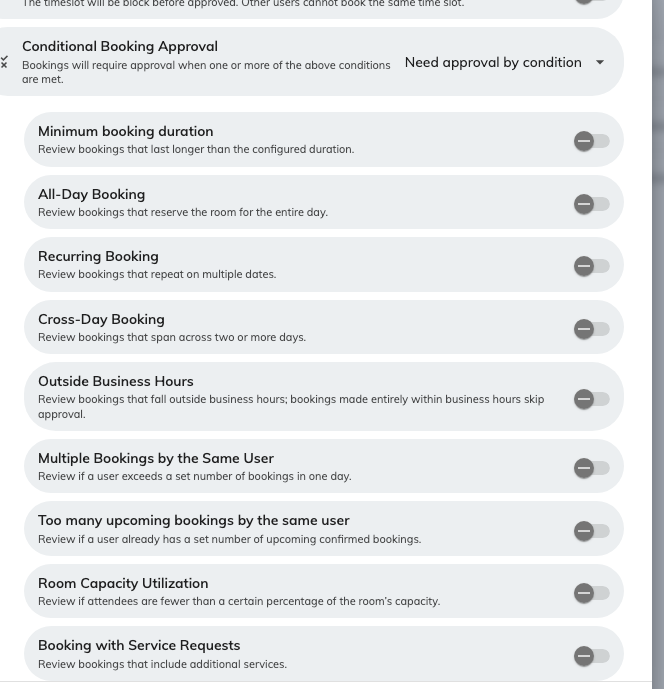 The timeslot will be block before approved. Other users cannot book the same time slot.
Conditional Booking Approval
Bookings will require approval when one or more of the above conditions
are met.
Need approval by condition
Minimum booking duration
Review bookings that last longer than the configured duration.
All-Day Booking
Review bookings that reserve the room for the entire day.
Recurring Booking
Review bookings that repeat on multiple dates.
Cross-Day Booking
Review bookings that span across two or more days.
Outside Business Hours
Review bookings that fall outside business hours; bookings made entirely within business hours skip
approval.
Multiple Bookings by the Same User
Review if a user exceeds a set number of bookings in one day.
Too many upcoming bookings by the same user
Review if a user already has a set number of upcoming confirmed bookings.
Room Capacity Utilization
Review if attendees are fewer than a certain percentage of the room's capacity.
Booking with Service Requests
Review bookings that include additional services.